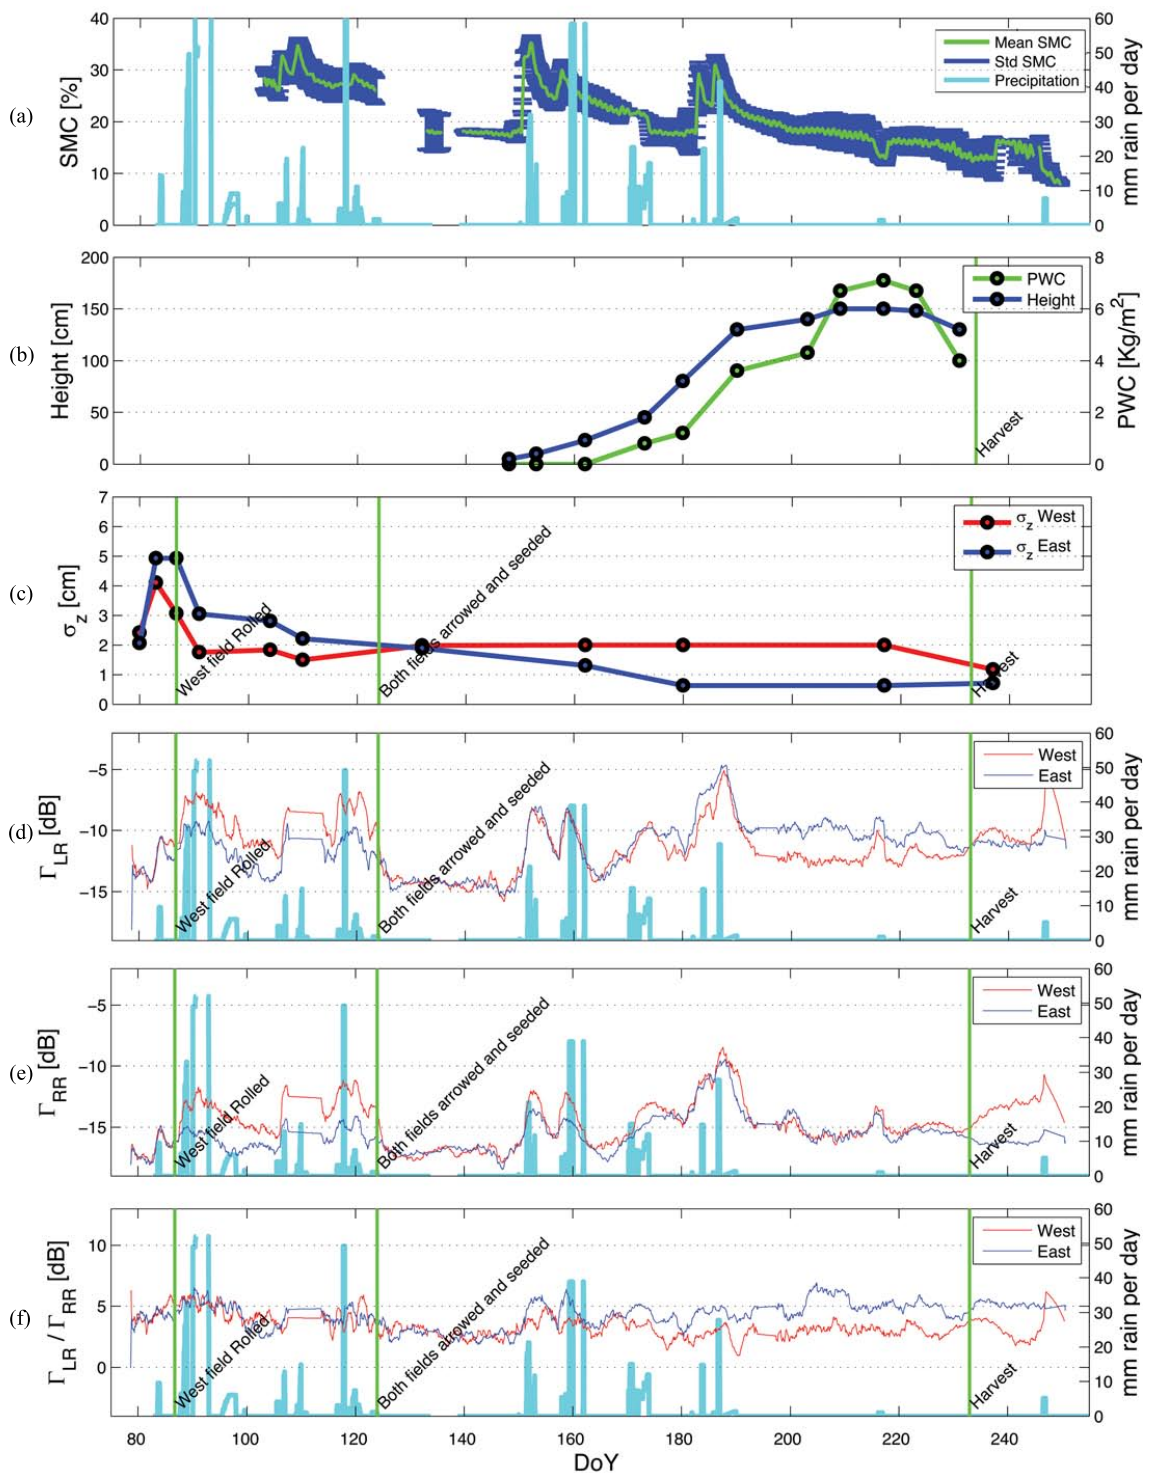 (a)
SMC [%]
40
30
20
10
0
Mean SMC
Std SMC
Precipitation
60
50
40
30
20
10
0
mm rain per day
(b)
Height [cm]
200
150
100
50
0
PWC
Height
Harvest
8
6
4
2
0
PWC [Kg/m²]
(c)
σz [cm]
7
6
5
4
3
2
1
0
West field Rolled
Both fields arrowed and seeded
Harvest
σz West
σz East
(d)
ΓLR [dB]
−5
−10
−15
West field Rolled
Both fields arrowed and seeded
Harvest
West
East
60
50
40
30
20
10
0
mm rain per day
(e)
ΓRR [dB]
−5
−10
−15
West field Rolled
Both fields arrowed and seeded
Harvest
West
East
60
50
40
30
20
10
0
mm rain per day
(f)
ΓLR / ΓRR [dB]
10
5
0
West field Rolled
Both fields arrowed and seeded
Harvest
West
East
60
50
40
30
20
10
0
mm rain per day
80 100 120 140 160 180 200 220 240
DoY